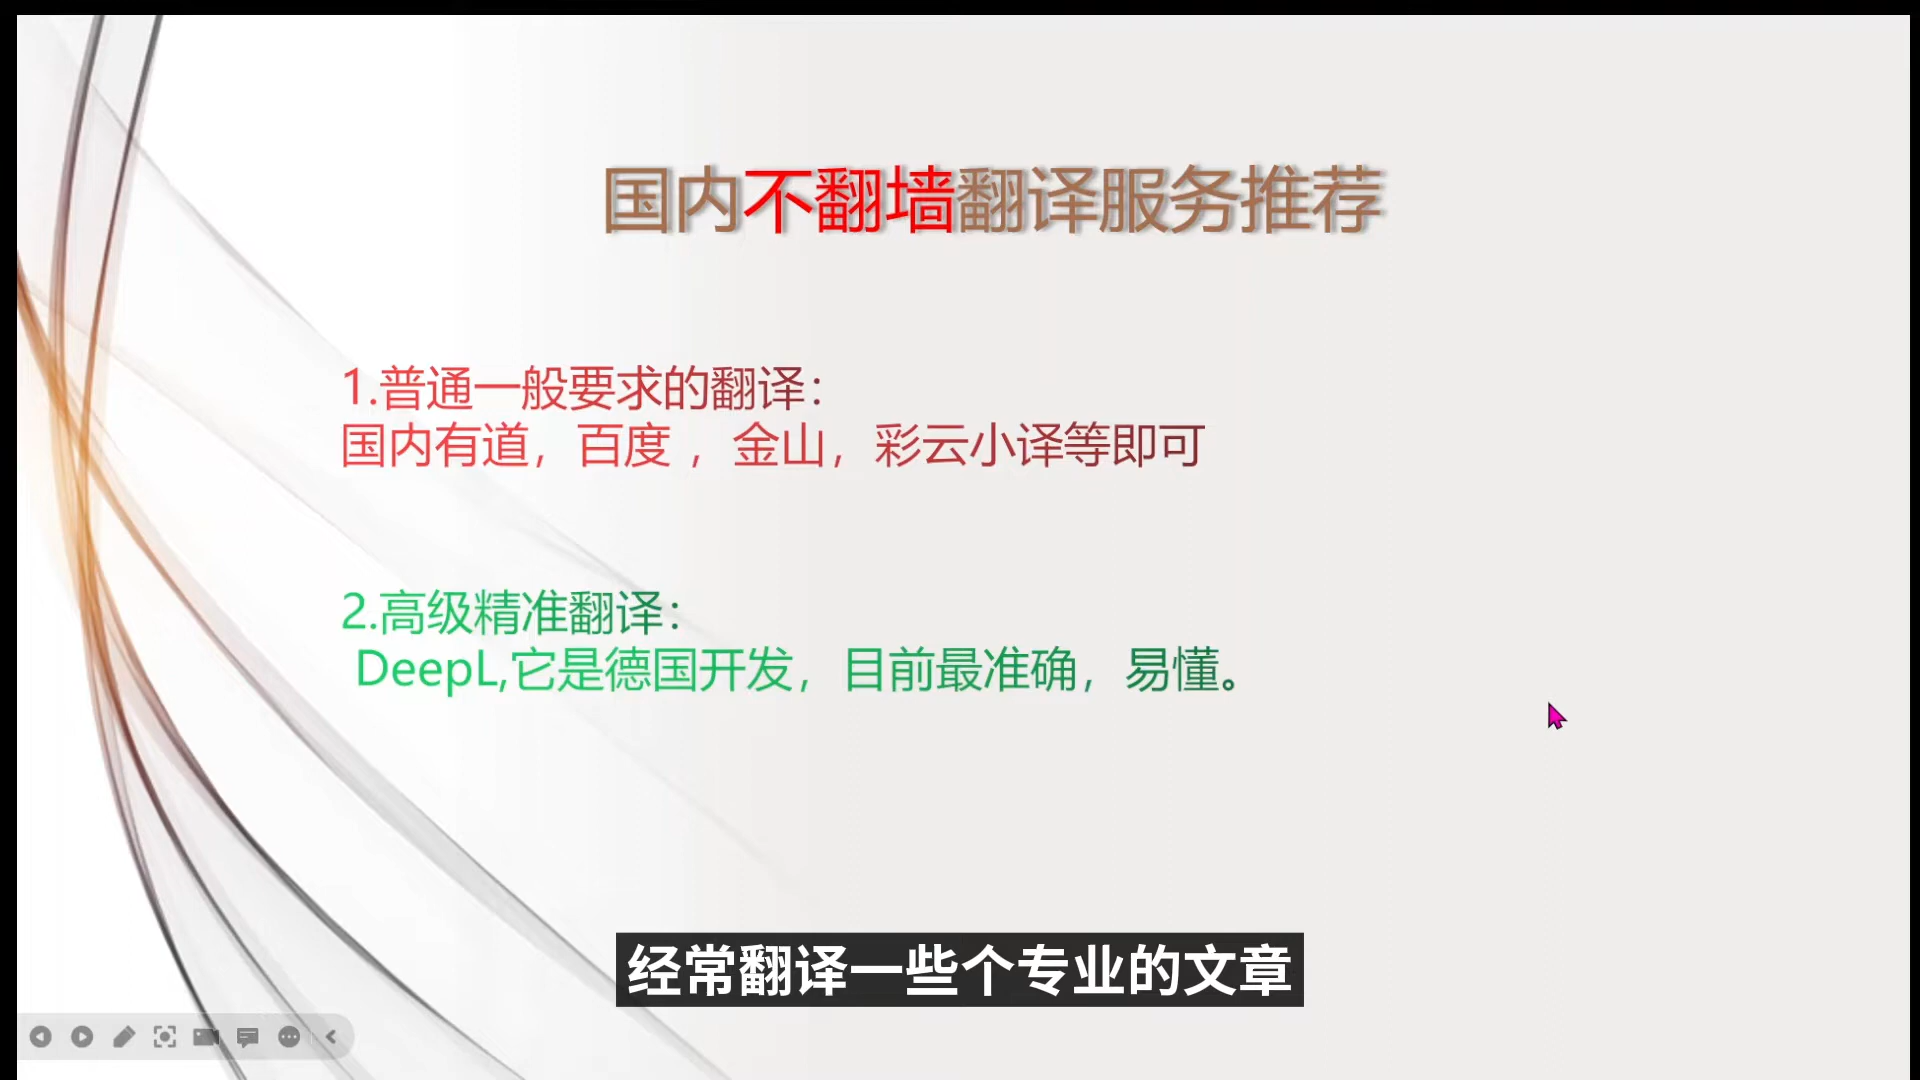 国内不翻墙翻译服务推荐
1.普通一般要求的翻译：
国内有道，百度 ，金山，彩云小译等即可
2.高级精准翻译：
DeepL,它是德国开发，目前最准确，易懂。
经常翻译一些个专业的文章